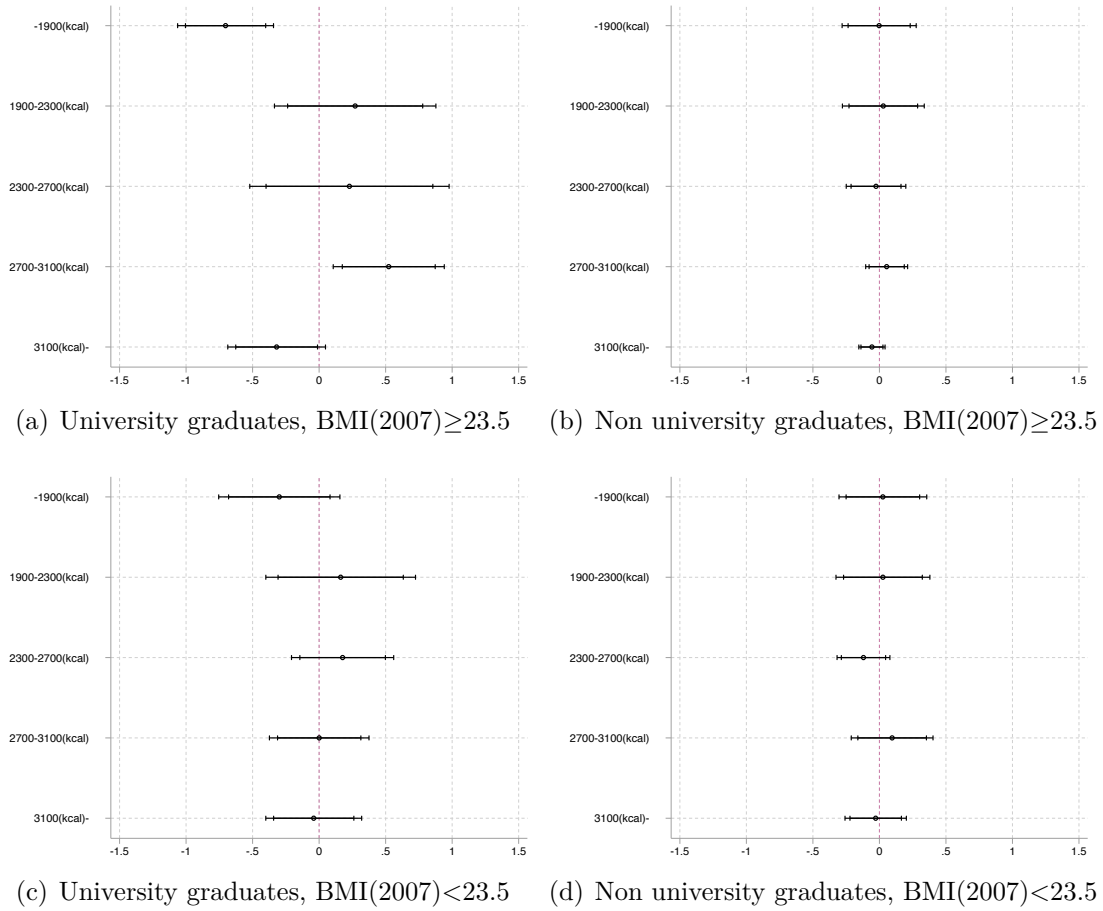 -1900(kcal)
1900-2300(kcal)
2300-2700(kcal)
2700-3100(kcal)
3100(kcal)-
-1.5 -1 -.5 0 .5 1 1.5
(a) University graduates, BMI(2007)≥23.5
-1900(kcal)
1900-2300(kcal)
2300-2700(kcal)
2700-3100(kcal)
3100(kcal)-
-1.5 -1 -.5 0 .5 1 1.5
(b) Non university graduates, BMI(2007)≥23.5
-1900(kcal)
1900-2300(kcal)
2300-2700(kcal)
2700-3100(kcal)
3100(kcal)-
-1.5 -1 -.5 0 .5 1 1.5
(c) University graduates, BMI(2007)<23.5
-1900(kcal)
1900-2300(kcal)
2300-2700(kcal)
2700-3100(kcal)
3100(kcal)-
-1.5 -1 -.5 0 .5 1 1.5
(d) Non university graduates, BMI(2007)<23.5